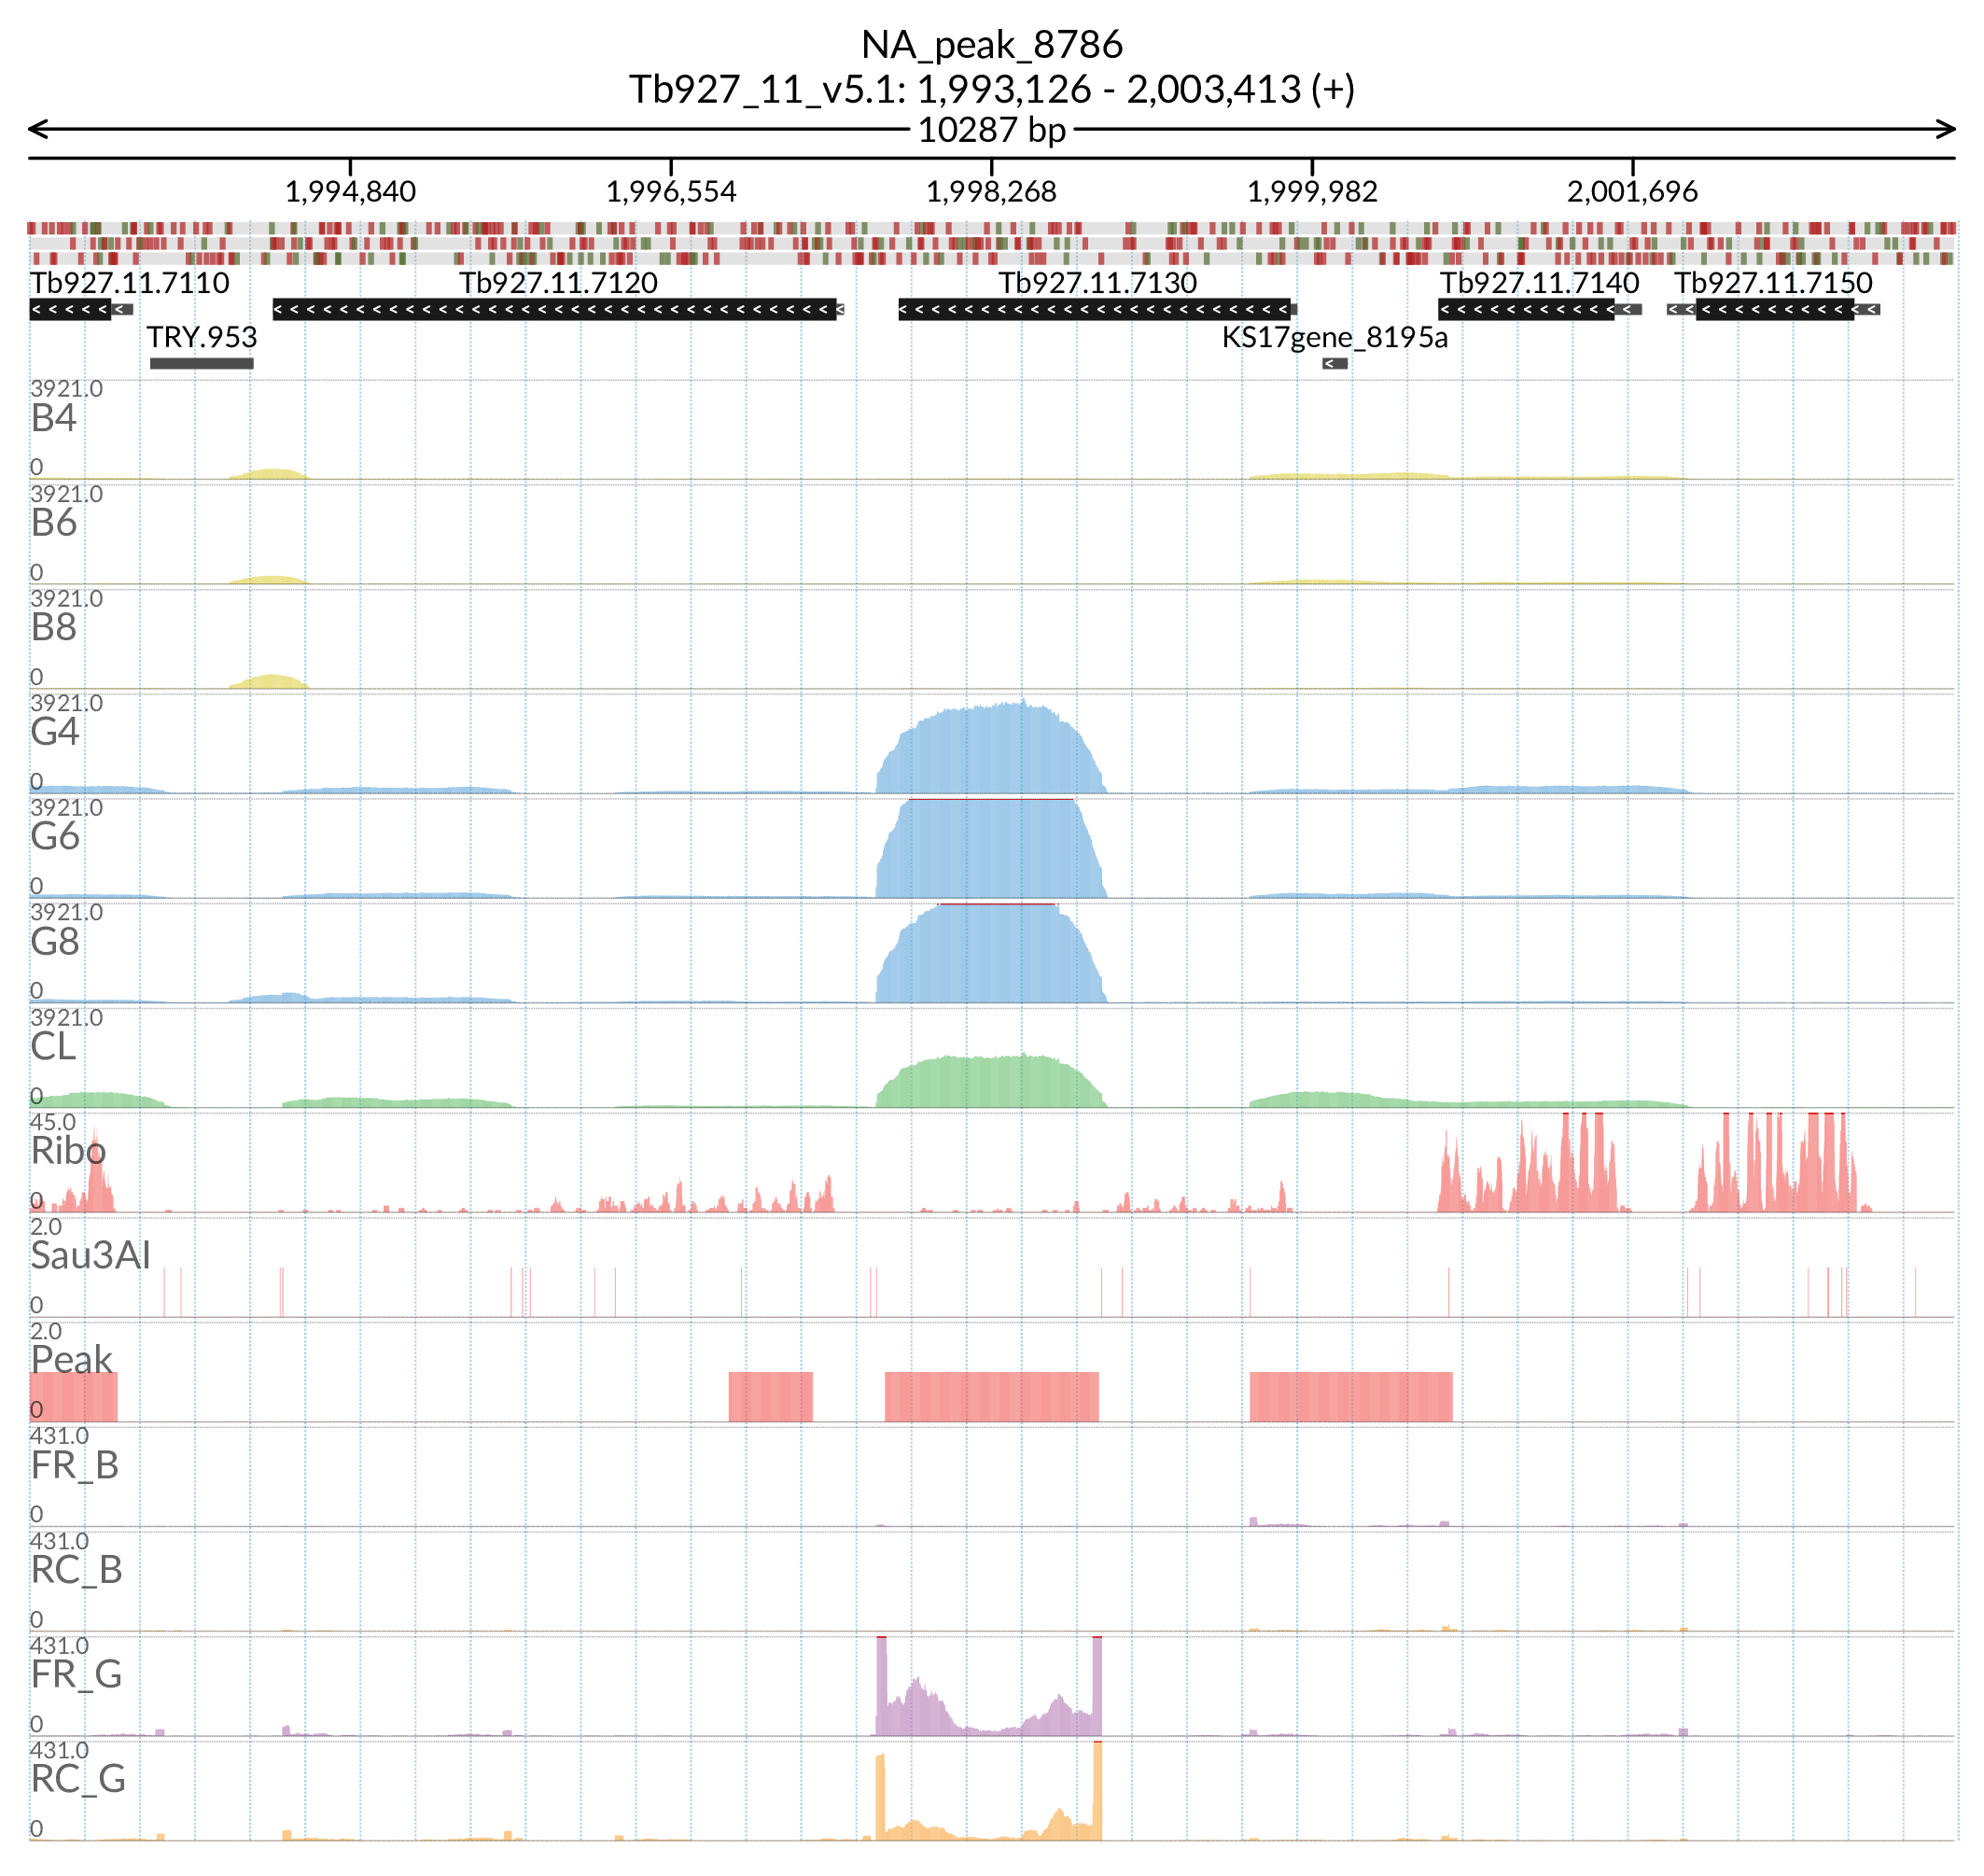 NA_peak_8786
Tb927_11_v5.1: 1,993,126 - 2,003,413 (+)
10287 bp
1,994,840 1,996,554 1,998,268 1,999,982 2,001,696
Tb927.11.7110 Tb927.11.7120 Tb927.11.7130 Tb927.11.7140 Tb927.11.7150
TRY.953 KS17gene_8195a
3921.0
B4
0
3921.0
B6
0
3921.0
B8
0
3921.0
G4
0
3921.0
G6
0
3921.0
G8
0
3921.0
CL
0
45.0
Ribo
0
2.0
Sau3AI
0
2.0
Peak
0
431.0
FR_B
0
431.0
RC_B
0
431.0
FR_G
0
431.0
RC_G
0